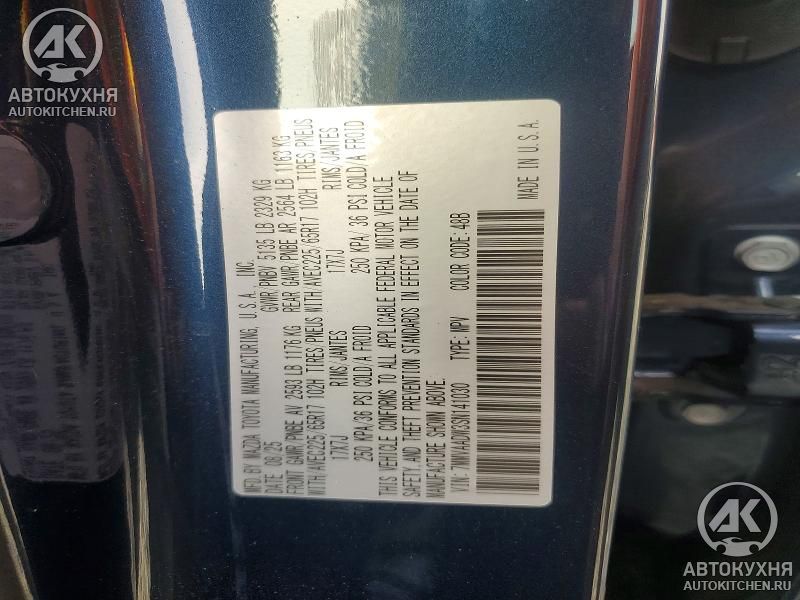 AK
АВТОКУХНЯ
AUTOKITCHEN.RU
MFD. BY MAZDA TOYOTA MANUFACTURING, U.S.A., INC.
DATE 08/25 GVWR/PNBV 5135 LB 2329 KG
FRONT GAWR/PNBE AV 2593 LB 1176 KG REAR GAWR/PNBE AR 2564 LB 1163 KG
WITH/AVEC225/65R17 102H TIRES/PNEUS WITH/AVEC225/65R17 102H TIRES/PNEUS
17X7J RIMS/JANTES 17X7J RIMS/JANTES
250 KPA/36 PSI COLD/A FROID 250 KPA/36 PSI COLD/A FROID
THIS VEHICLE CONFORMS TO ALL APPLICABLE FEDERAL MOTOR VEHICLE
SAFETY AND THEFT PREVENTION STANDARDS IN EFFECT ON THE DATE OF
MANUFACTURE SHOWN ABOVE.
VIN: 7MMVAADW3SN141030 TYPE: MPV COLOR CODE: 48B
MADE IN U.S.A.
AK
АВТОКУХНЯ
AUTOKITCHEN.RU